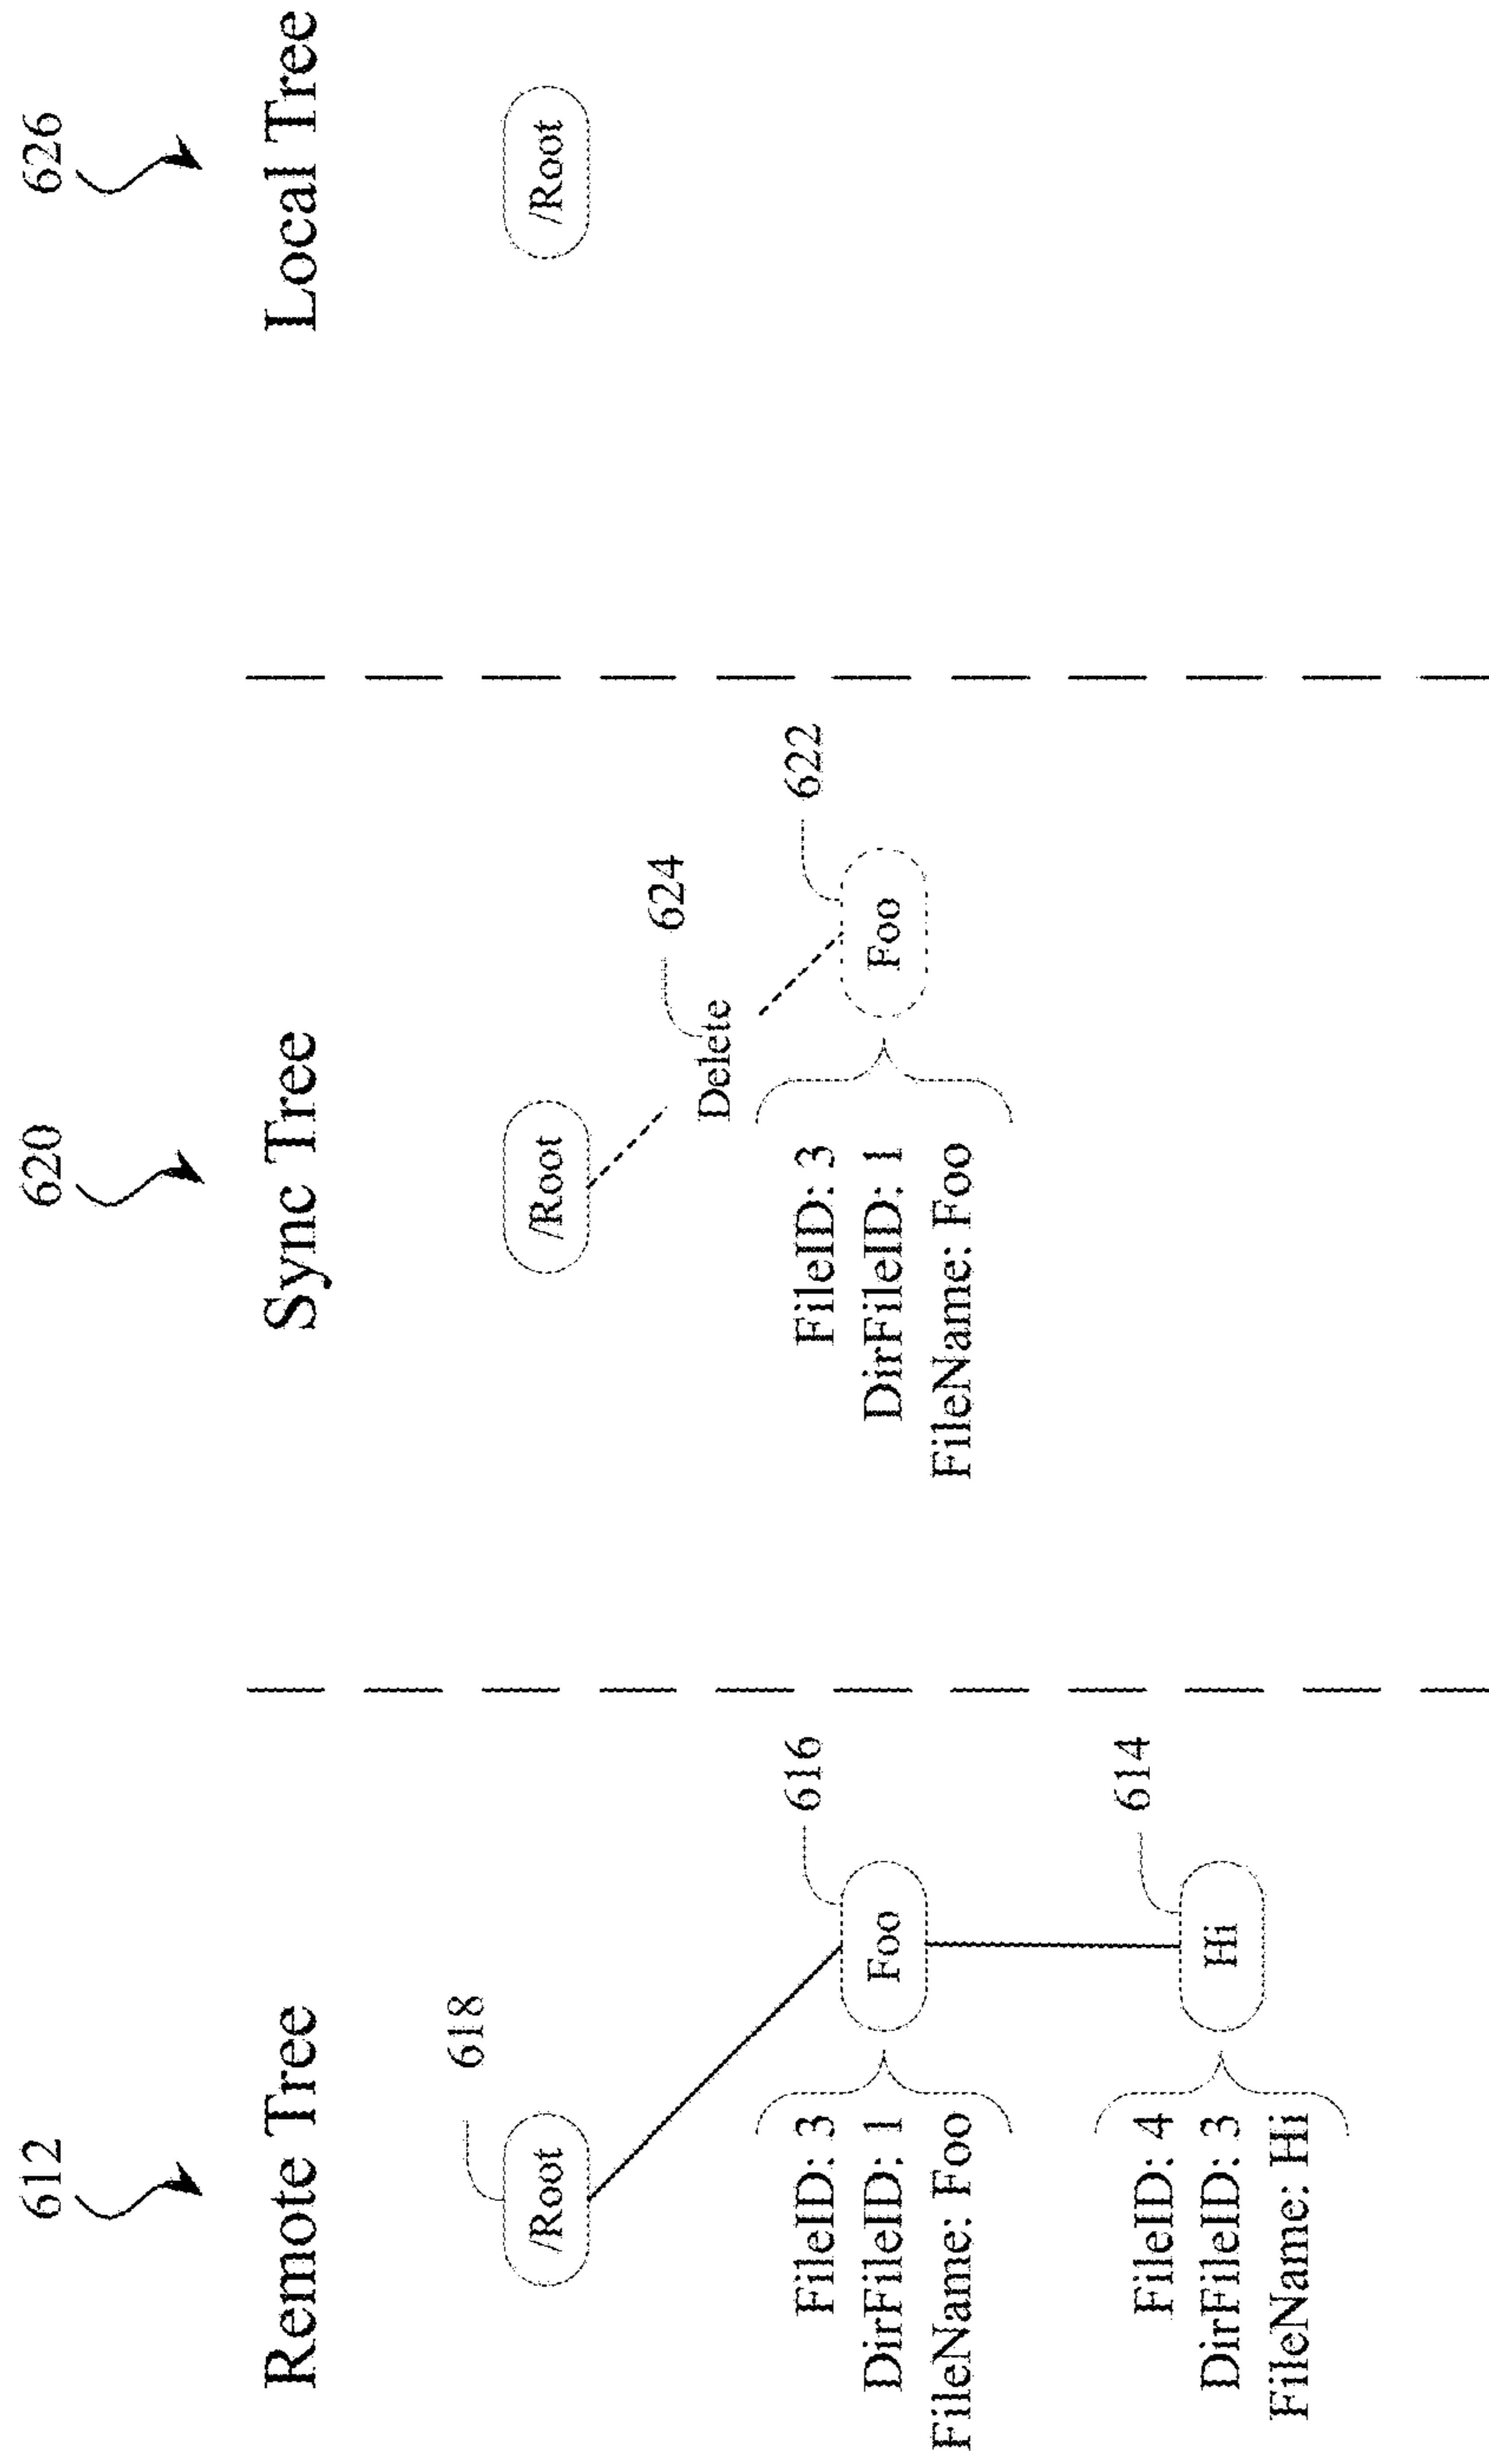 612
Remote Tree
618
/Root
616
Foo
FileID: 3
DirFileID: 1
FileName: Foo
614
Hi
FileID: 4
DirFileID: 3
FileName: Hi
620
Sync Tree
/Root
624
Delete
622
Foo
FileID: 3
DirFileID: 1
FileName: Foo
626
Local Tree
/Root